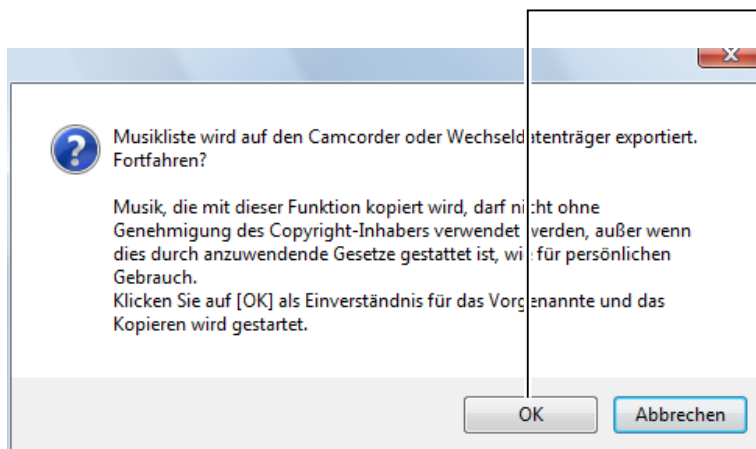 Musikliste wird auf den Camcorder oder Wechseldatenträger exportiert.
Fortfahren?
Musik, die mit dieser Funktion kopiert wird, darf nicht ohne
Genehmigung des Copyright-Inhabers verwendet werden, außer wenn
dies durch anzuwendende Gesetze gestattet ist, wie für persönlichen
Gebrauch.
Klicken Sie auf [OK] als Einverständnis für das Vorgenannte und das
Kopieren wird gestartet.
OK Abbrechen